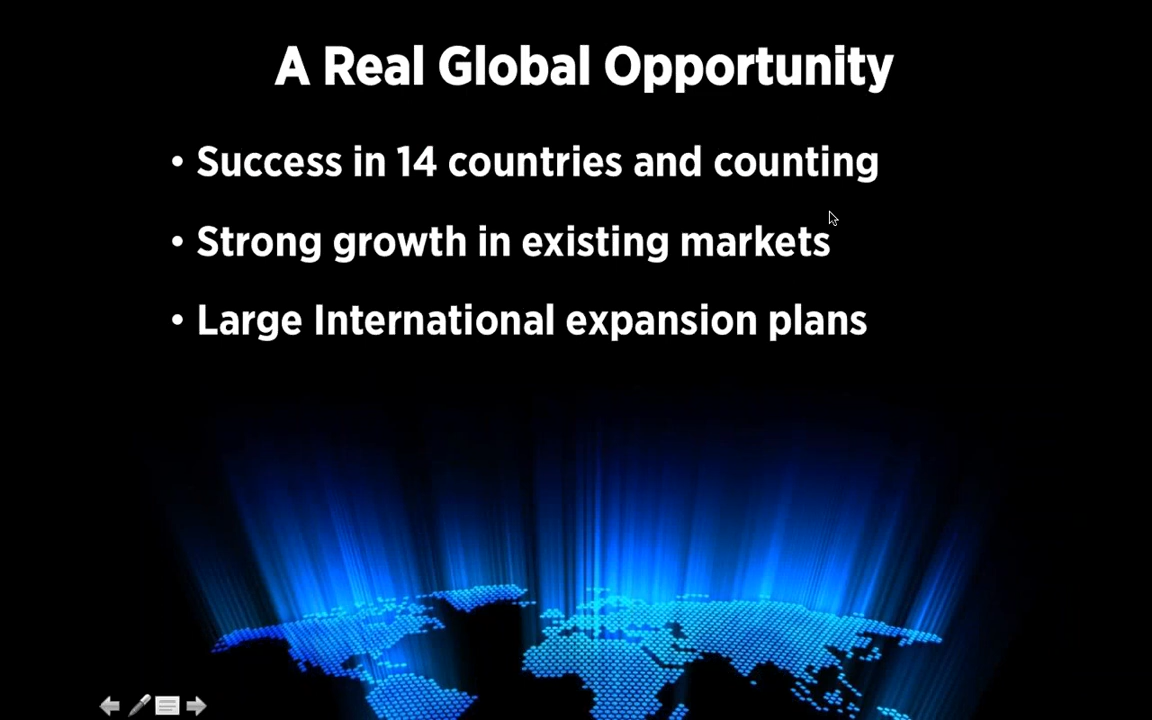 A Real Global Opportunity
• Success in 14 countries and counting
• Strong growth in existing markets
• Large International expansion plans